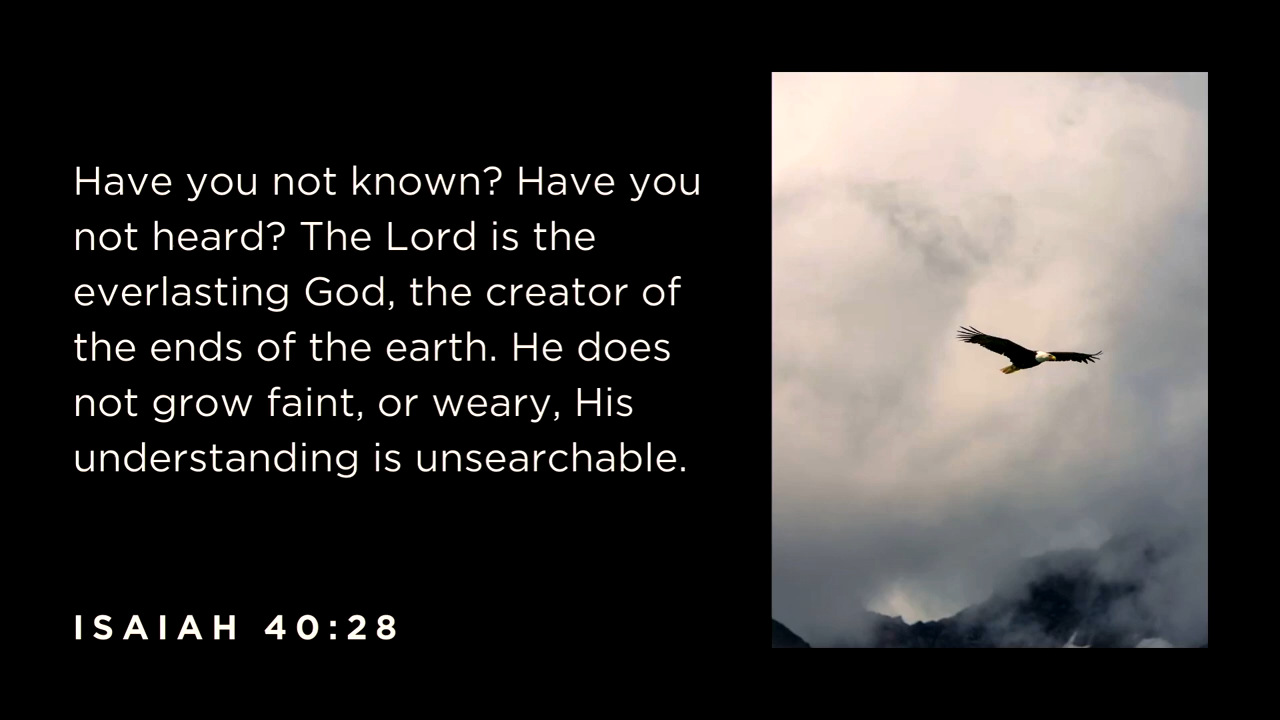 Have you not known? Have you
not heard? The Lord is the
everlasting God, the creator of
the ends of the earth. He does
not grow faint, or weary, His
understanding is unsearchable.
ISAIAH 40:28